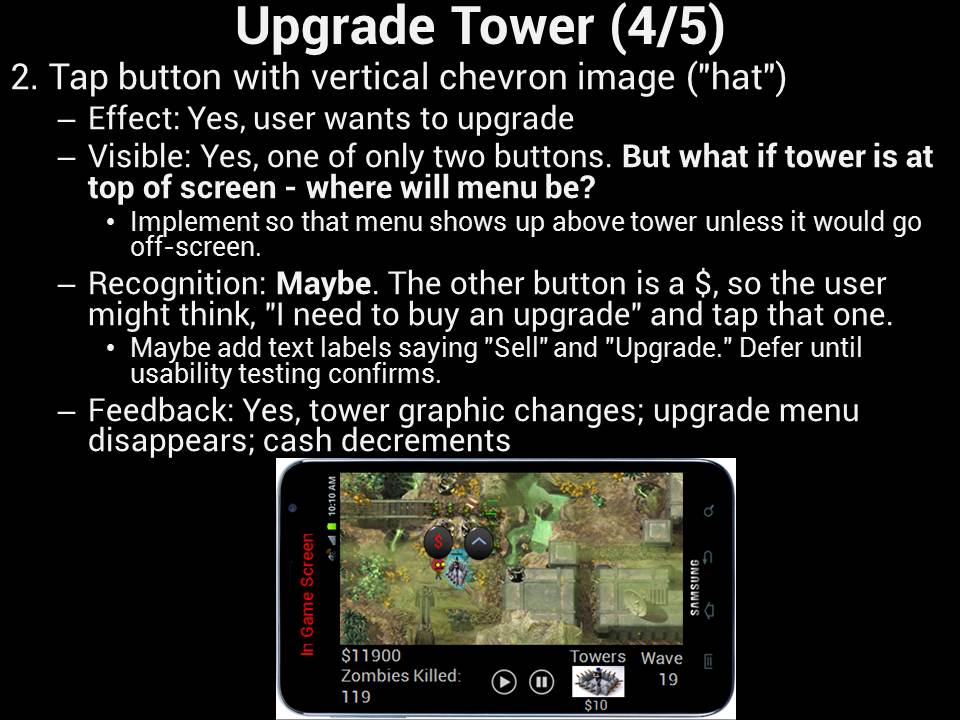 Upgrade Tower (4/5)
2. Tap button with vertical chevron image ("hat")
– Effect: Yes, user wants to upgrade
– Visible: Yes, one of only two buttons. But what if tower is at
top of screen - where will menu be?
• Implement so that menu shows up above tower unless it would go
off-screen.
– Recognition: Maybe. The other button is a $, so the user
might think, "I need to buy an upgrade" and tap that one.
• Maybe add text labels saying "Sell" and "Upgrade." Defer until
usability testing confirms.
– Feedback: Yes, tower graphic changes; upgrade menu
disappears; cash decrements
10:10 AM
In Game Screen
$
SAMSUNG
$11900
Zombies Killed:
119
Towers
$10
Wave
19